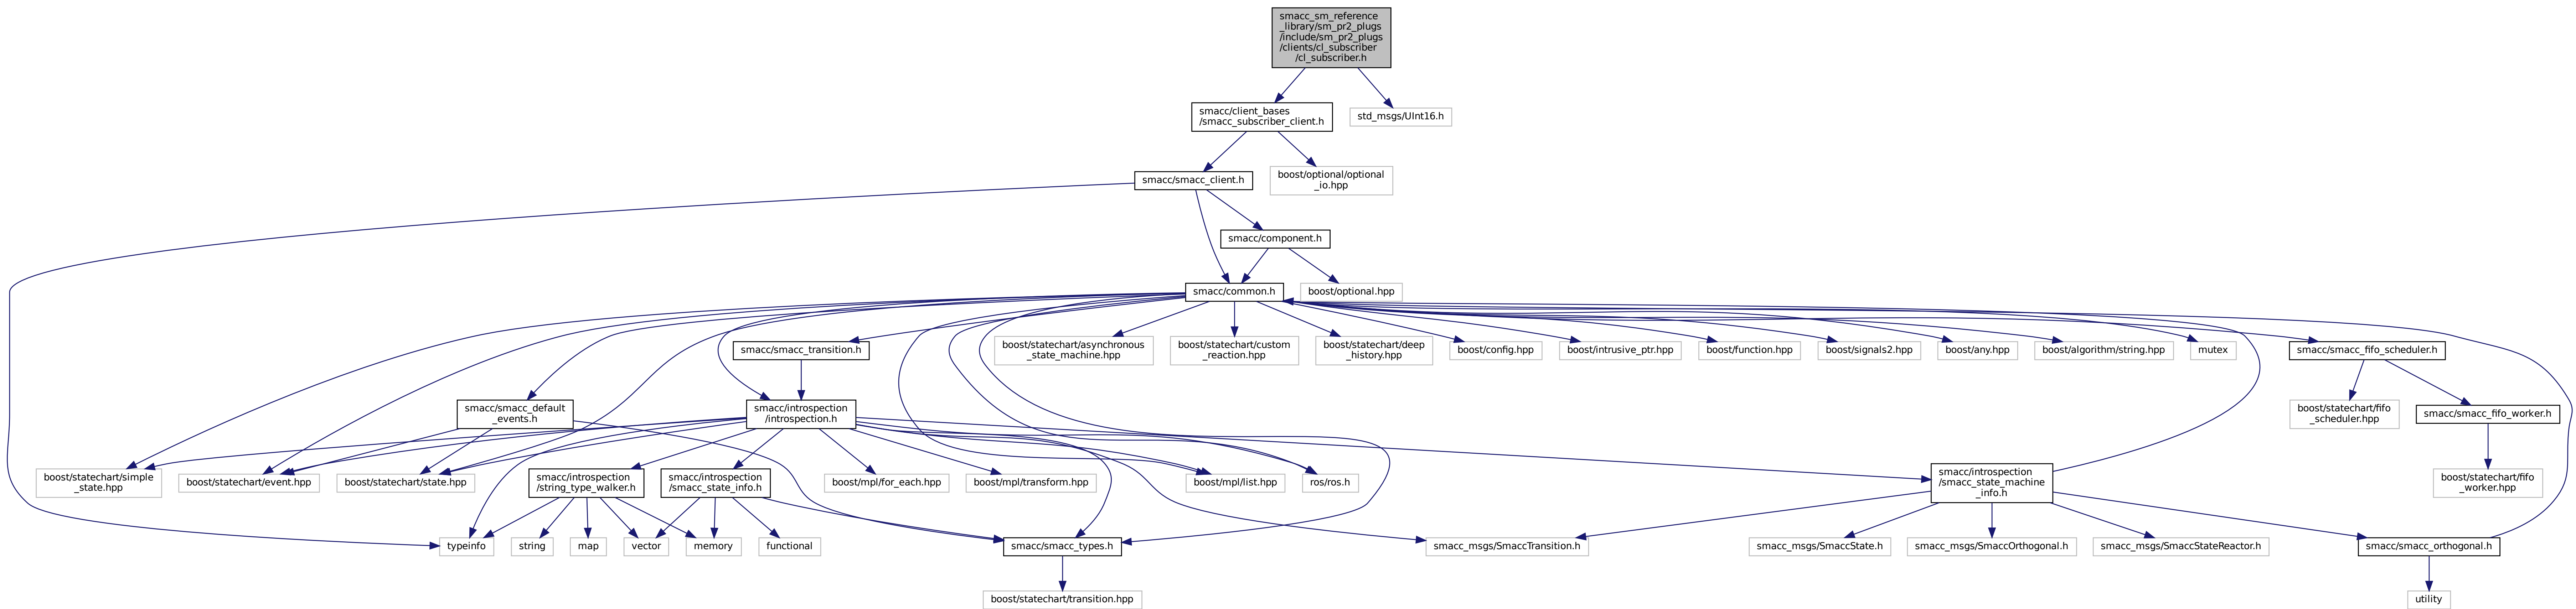 smacc_sm_reference
_library/sm_pr2_plugs
/include/sm_pr2_plugs
/clients/cl_subscriber
/cl_subscriber.h
smacc/client_bases
/smacc_subscriber_client.h
std_msgs/UInt16.h
smacc/smacc_client.h
boost/optional/optional
_io.hpp
smacc/component.h
smacc/common.h
boost/optional.hpp
smacc/smacc_transition.h
boost/statechart/asynchronous
_state_machine.hpp
boost/statechart/custom
_reaction.hpp
boost/statechart/deep
_history.hpp
boost/config.hpp
boost/intrusive_ptr.hpp
boost/function.hpp
boost/signals2.hpp
boost/any.hpp
boost/algorithm/string.hpp
mutex
smacc/smacc_fifo_scheduler.h
smacc/smacc_default
_events.h
smacc/introspection
/introspection.h
boost/statechart/fifo
_scheduler.hpp
smacc/smacc_fifo_worker.h
boost/statechart/simple
_state.hpp
boost/statechart/event.hpp
boost/statechart/state.hpp
smacc/introspection
/string_type_walker.h
smacc/introspection
/smacc_state_info.h
boost/mpl/for_each.hpp
boost/mpl/transform.hpp
boost/mpl/list.hpp
ros/ros.h
smacc/introspection
/smacc_state_machine
_info.h
boost/statechart/fifo
_worker.hpp
typeinfo
string
map
vector
memory
functional
smacc/smacc_types.h
smacc_msgs/SmaccTransition.h
smacc_msgs/SmaccState.h
smacc_msgs/SmaccOrthogonal.h
smacc_msgs/SmaccStateReactor.h
smacc/smacc_orthogonal.h
boost/statechart/transition.hpp
utility